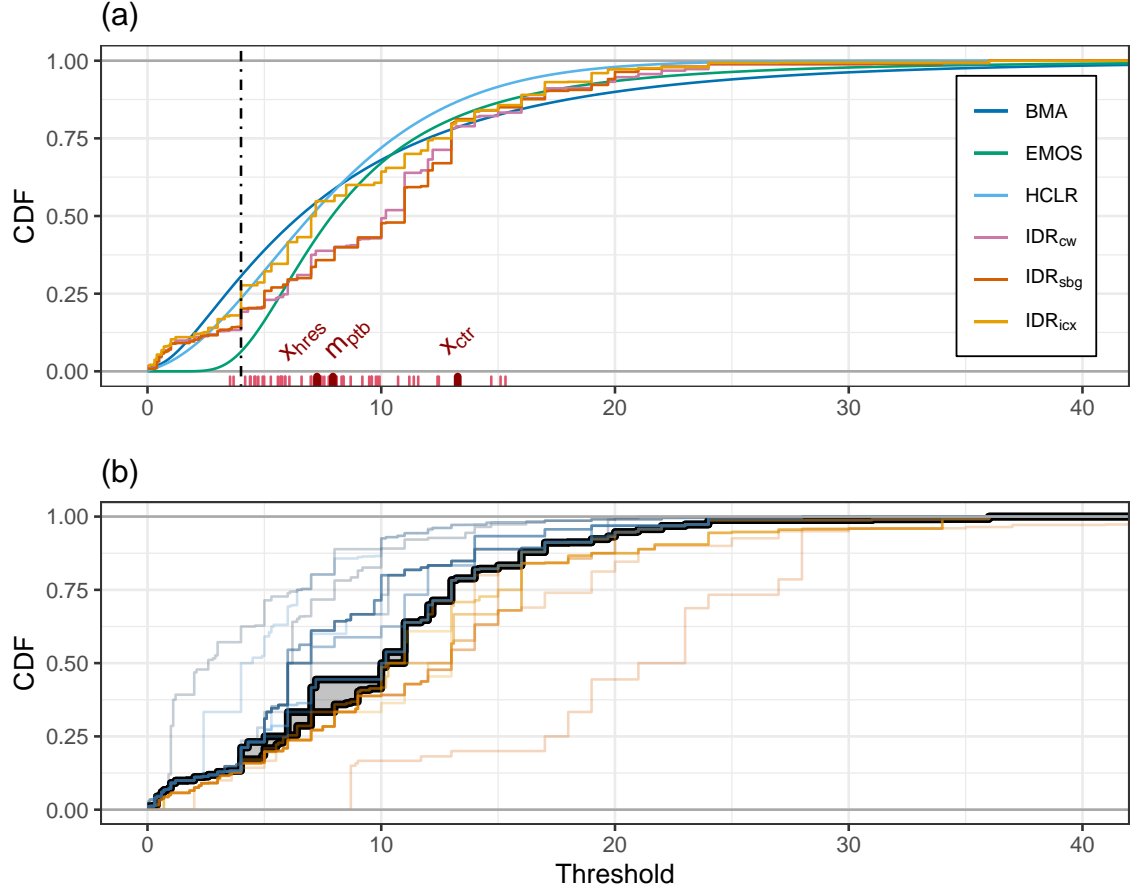 (a)
1.00
0.75
0.50
0.25
0.00
CDF
BMA
EMOS
HCLR
IDRcw
IDRsbg
IDRicx
xhres mptb xctr
0 10 20 30 40
(b)
1.00
0.75
0.50
0.25
0.00
CDF
0 10 20 30 40
Threshold